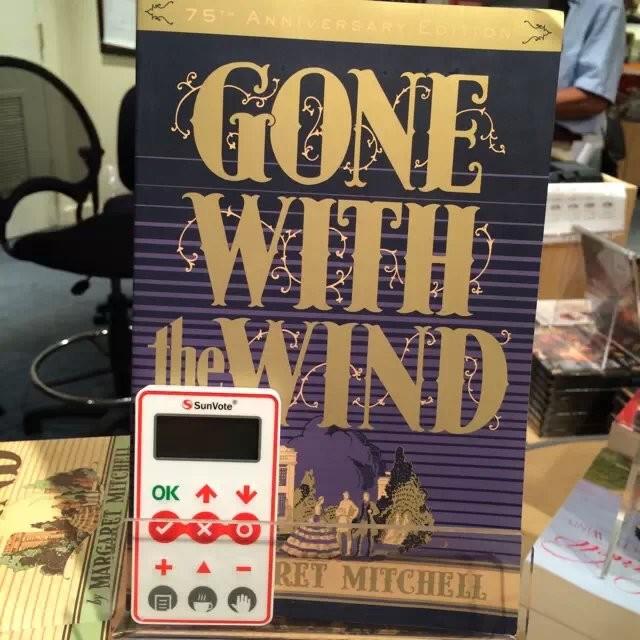 75TH ANNIVERSARY EDITION
GONE
WITH
the WIND
SunVote®
OK
RET MITCHELL
by MARGARET MITCHELL